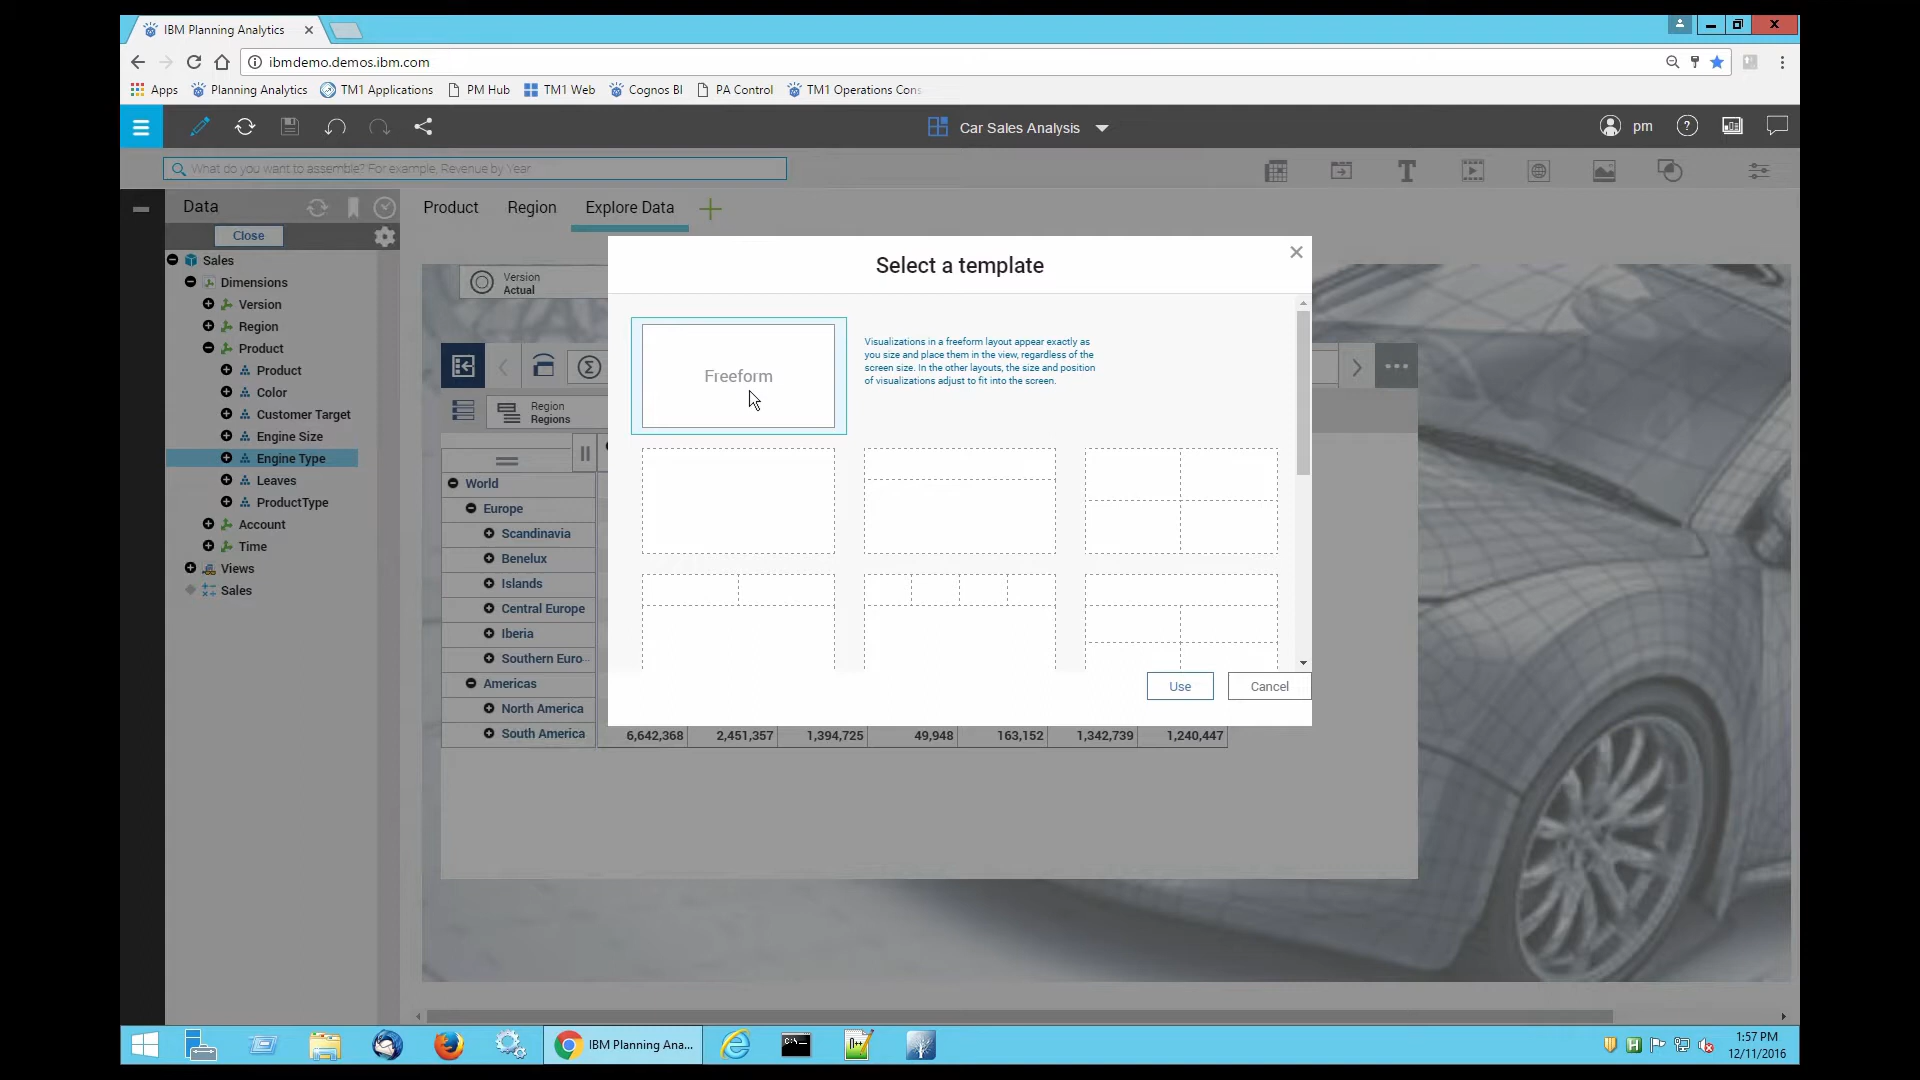 IBM Planning Analytics
ibmdemo.demos.ibm.com
Apps
Planning Analytics
TM1 Applications
PM Hub
TM1 Web
Cognos BI
PA Control
TM1 Operations Cons
Car Sales Analysis
pm
What do you want to assemble? For example, Revenue by Year
Data
Close
Product
Region
Explore Data
Sales
Dimensions
Version
Region
Product
Product
Color
Customer Target
Engine Size
Engine Type
Leaves
ProductType
Account
Time
Views
Sales
Version
Actual
Region
Regions
World
Europe
Scandinavia
Benelux
Islands
Central Europe
Iberia
Southern Euro...
Americas
North America
South America
6,642,368 2,451,357 1,394,725 49,948 163,152 1,342,739 1,240,447
Select a template
Freeform
Visualizations in a freeform layout appear exactly as
you size and place them in the view, regardless of the
screen size. In the other layouts, the size and position
of visualizations adjust to fit into the screen.
Use
Cancel
IBM Planning Ana...
1:57 PM
12/11/2016